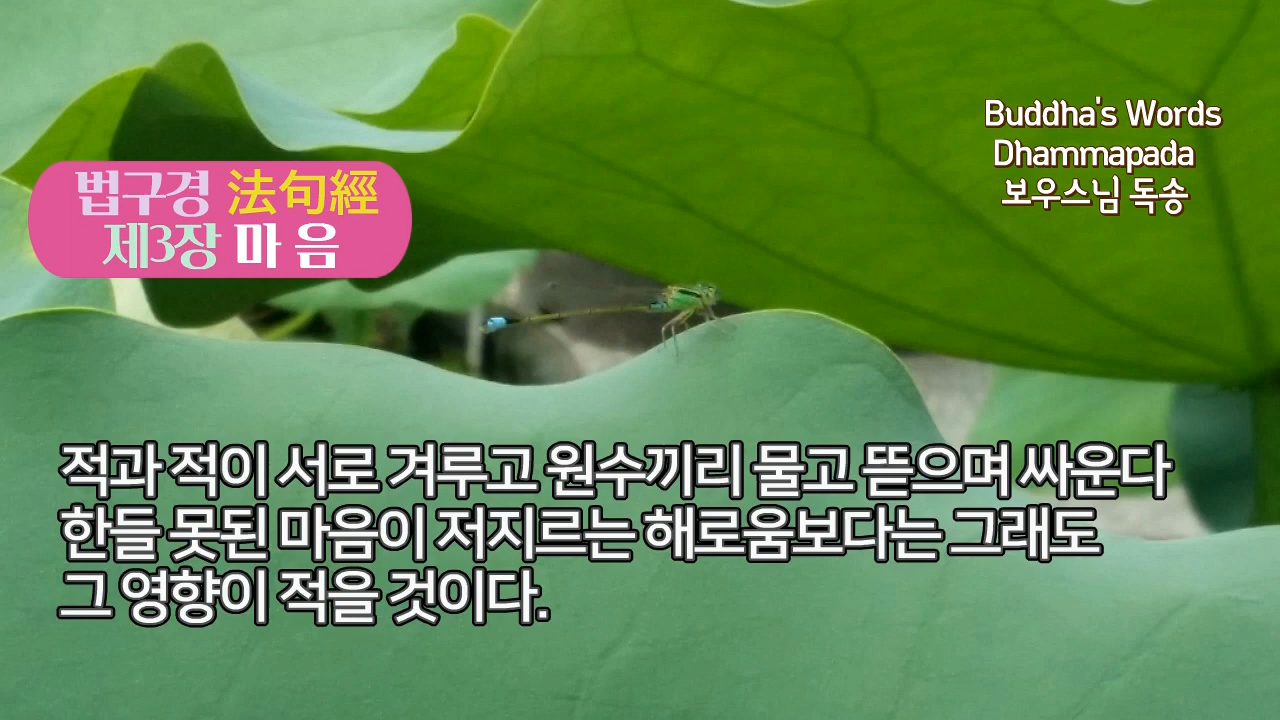 법구경 法句經
제3장 마 음
Buddha's Words
Dhammapada
보우스님 독송
적과 적이 서로 겨루고 원수끼리 물고 뜯으며 싸운다
한들 못된 마음이 저지르는 해로움보다는 그래도
그 영향이 적을 것이다.